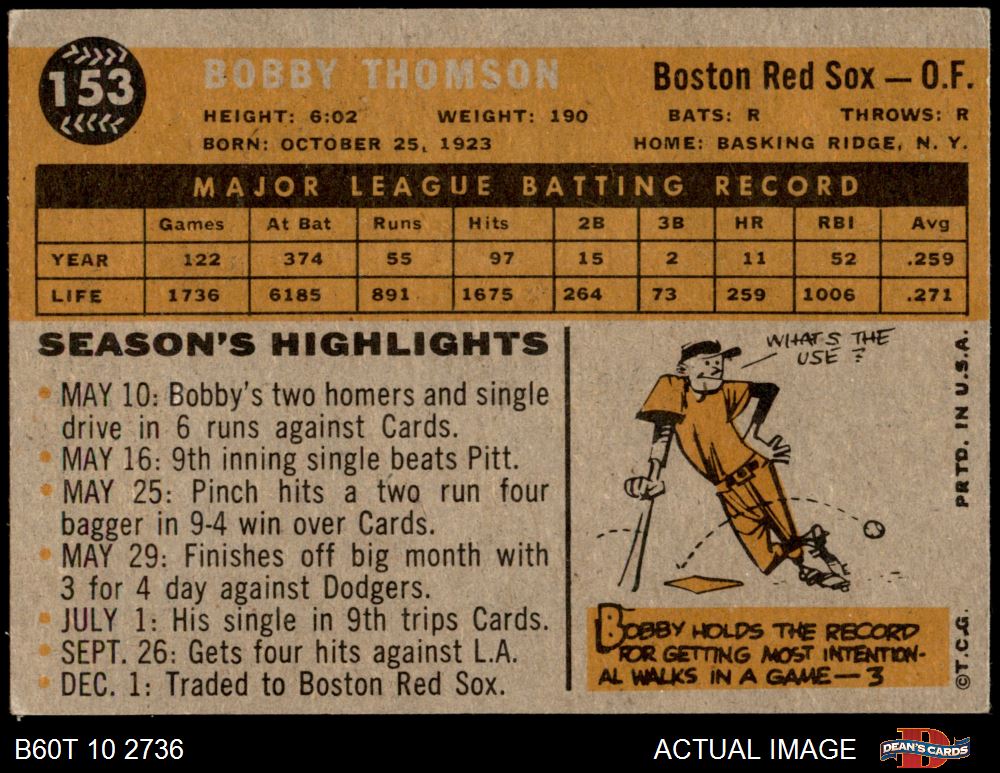 153
BOBBY THOMSON
Boston Red Sox — O.F.
HEIGHT: 6:02 WEIGHT: 190 BATS: R THROWS: R
BORN: OCTOBER 25, 1923 HOME: BASKING RIDGE, N. Y.
MAJOR LEAGUE BATTING RECORD
Games At Bat Runs Hits 2B 3B HR RBI Avg
YEAR 122 374 55 97 15 2 11 52 .259
LIFE 1736 6185 891 1675 264 73 259 1006 .271
SEASON'S HIGHLIGHTS
• MAY 10: Bobby's two homers and single
drive in 6 runs against Cards.
• MAY 16: 9th inning single beats Pitt.
• MAY 25: Pinch hits a two run four
bagger in 9-4 win over Cards.
• MAY 29: Finishes off big month with
3 for 4 day against Dodgers.
• JULY 1: His single in 9th trips Cards.
• SEPT. 26: Gets four hits against L.A.
• DEC. 1: Traded to Boston Red Sox.
WHAT'S THE
USE ?
BOBBY HOLDS THE RECORD
FOR GETTING MOST INTENTION-
AL WALKS IN A GAME — 3
PRTD. IN U.S.A.
©T.C.G.
B60T 10 2736
ACTUAL IMAGE
DEAN'S CARDS